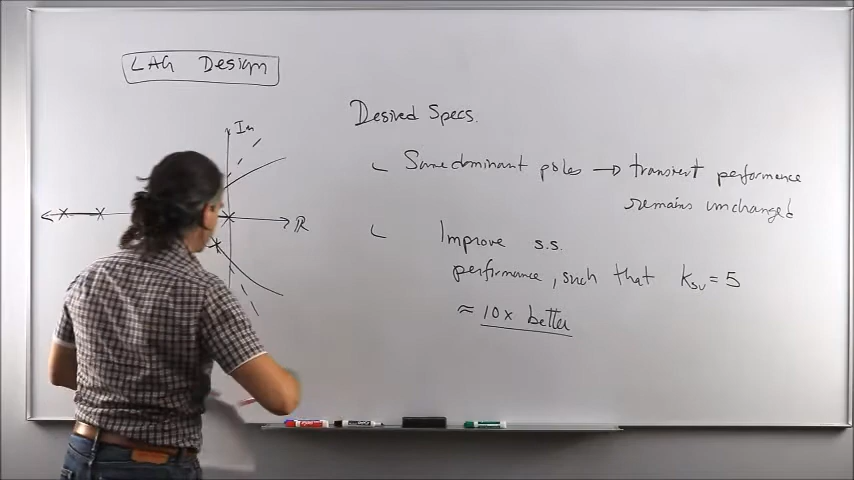 LAG Design
Im
ℝ
Desired Specs.
Same dominant poles → transient performance
remains unchanged
Improve s.s.
performance, such that Ksv = 5
≈ 10x better